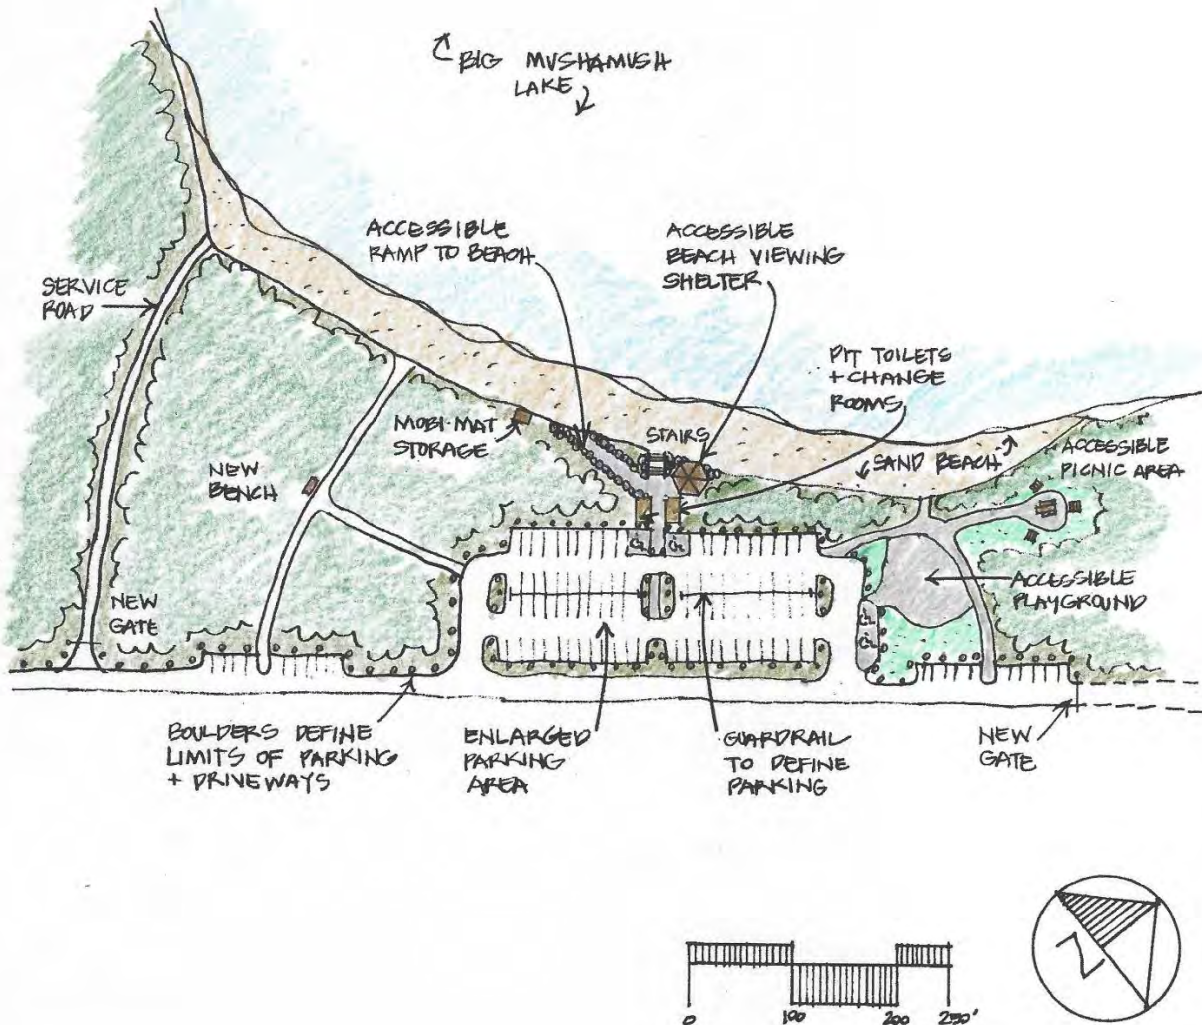 BIG MUSHAMUSH
LAKE
ACCESSIBLE
RAMP TO BEACH
ACCESSIBLE
BEACH VIEWING
SHELTER
SERVICE
ROAD
PIT TOILETS
+ CHANGE
ROOMS
MOBI-MAT
STORAGE
STAIRS
SAND BEACH
ACCESSIBLE
PICNIC AREA
NEW
BENCH
NEW
GATE
ACCESSIBLE
PLAYGROUND
BOULDERS DEFINE
LIMITS OF PARKING
+ DRIVEWAYS
ENLARGED
PARKING
AREA
GUARDRAIL
TO DEFINE
PARKING
NEW
GATE
0 100 200 250'
N